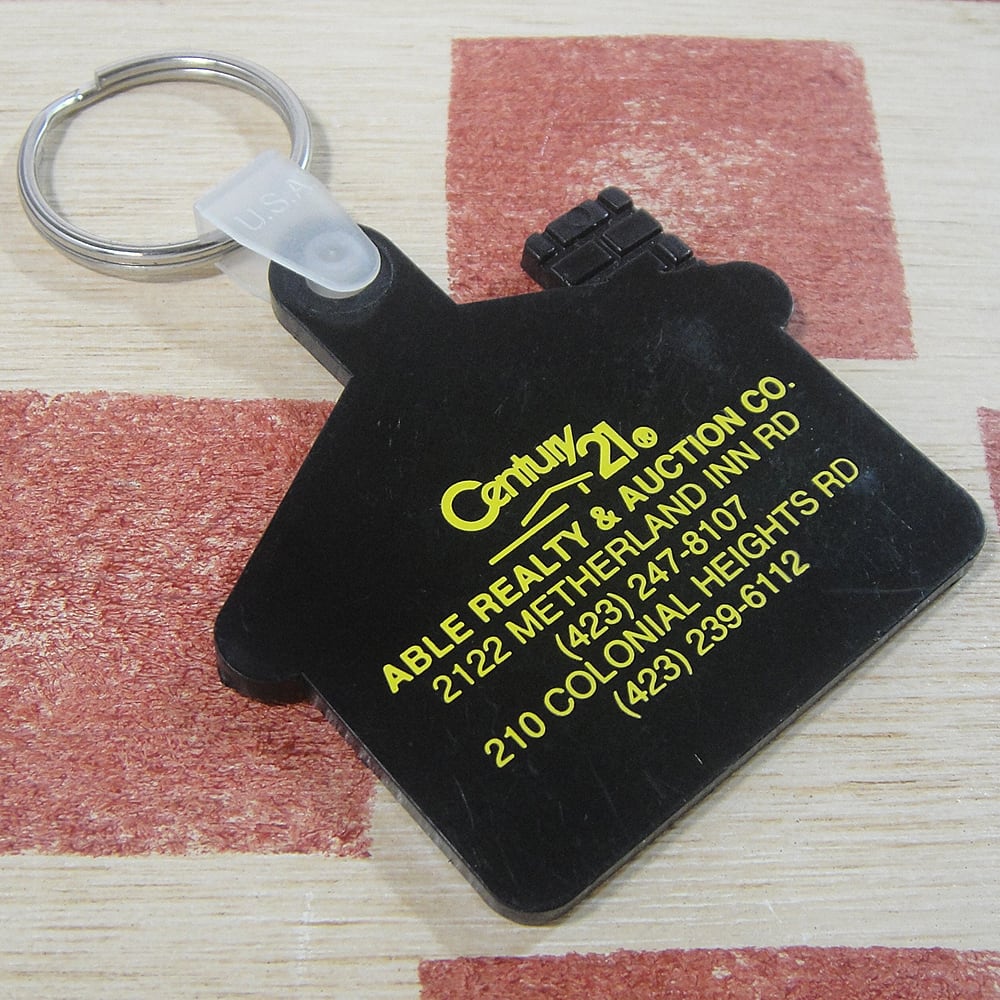 U.S.A
Century 21®
ABLE REALTY & AUCTION CO.
2122 METHERLAND INN RD
(423) 247-8107
210 COLONIAL HEIGHTS RD
(423) 239-6112